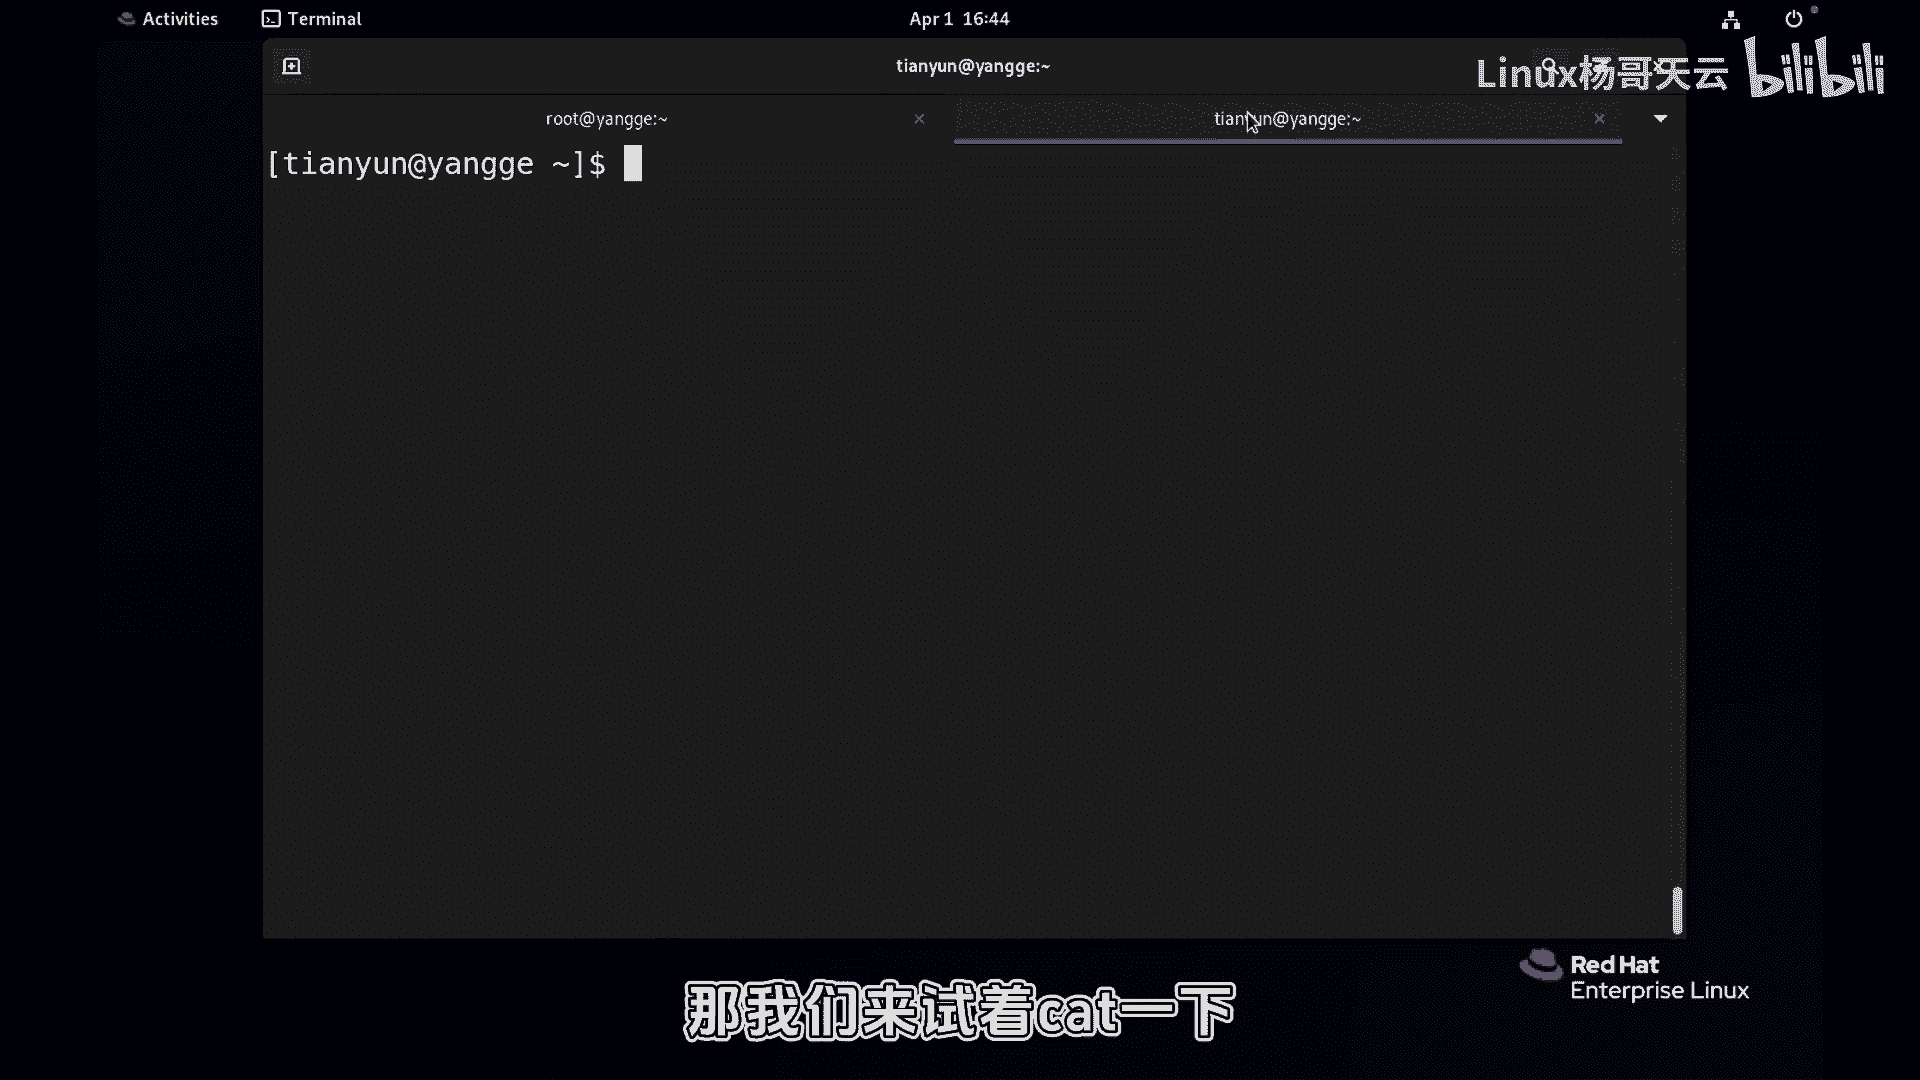 Activities
Terminal
Apr 1 16:44
tianyun@yangge:~
Linux杨哥天云 bilibili
root@yangge:~
tianyun@yangge:~
[tianyun@yangge ~]$
Red Hat
Enterprise Linux
那我们来试着cat一下